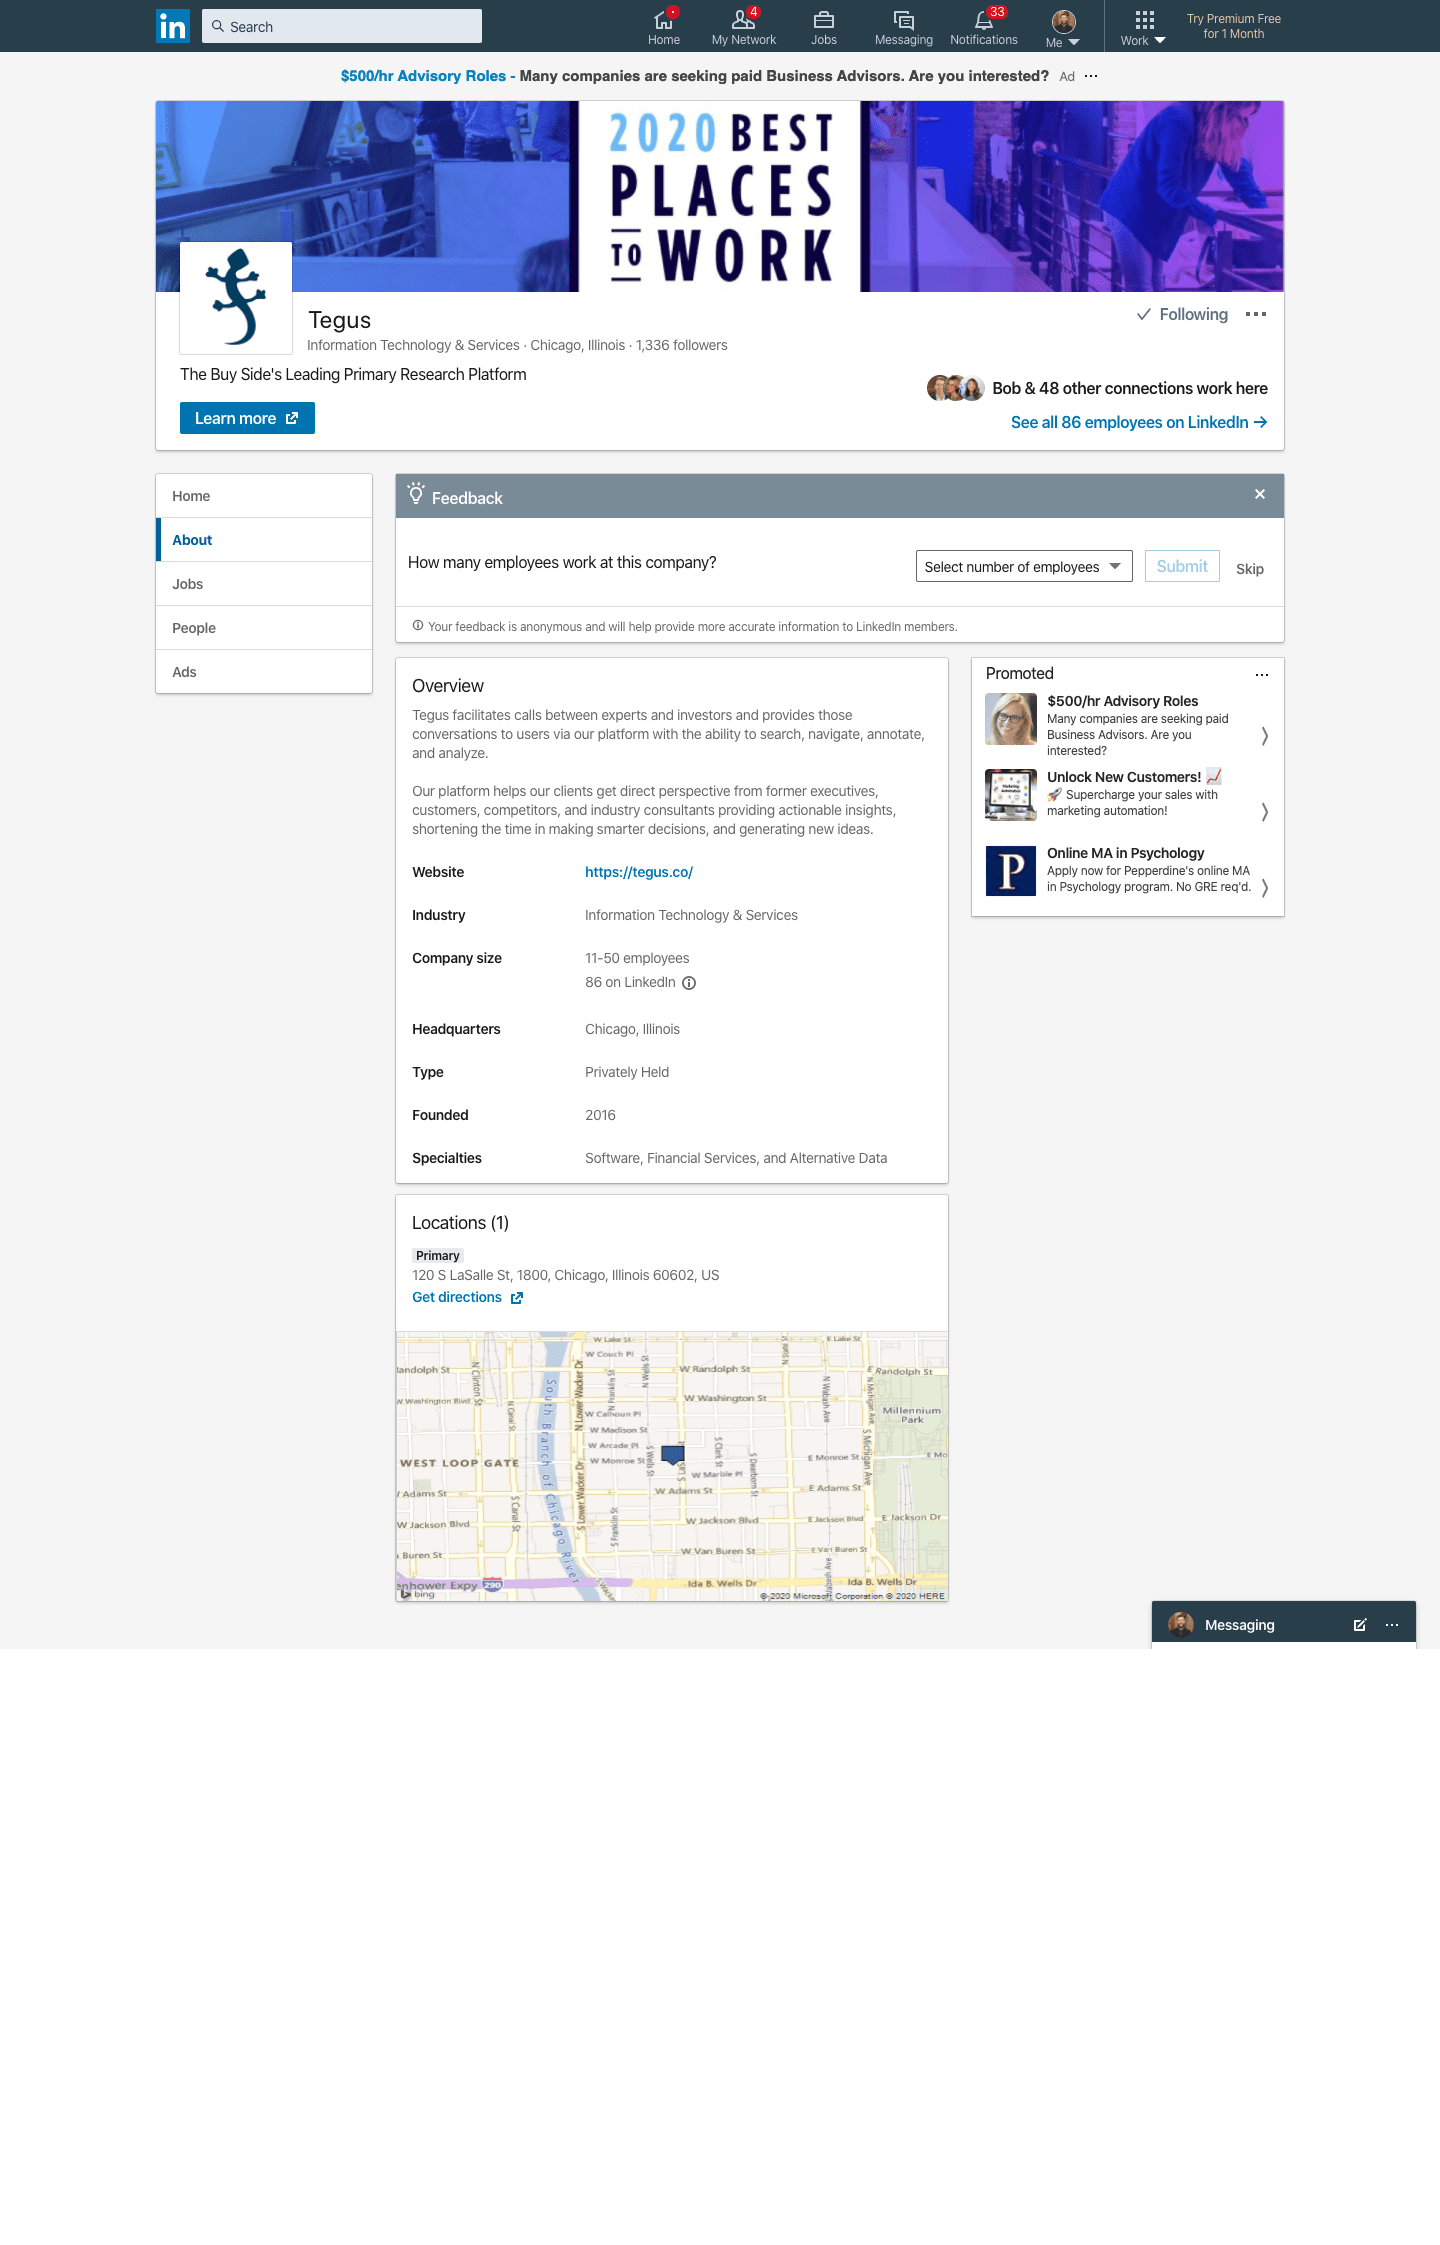 in
Search
Home
4
My Network
Jobs
Messaging
33
Notifications
Me
Work
Try Premium Free
for 1 Month
$500/hr Advisory Roles - Many companies are seeking paid Business Advisors. Are you interested? Ad ···
2020 BEST
PLACES
TO WORK
Tegus
Following
Information Technology & Services · Chicago, Illinois · 1,336 followers
The Buy Side's Leading Primary Research Platform
Bob & 48 other connections work here
Learn more
See all 86 employees on LinkedIn →
Home
About
Jobs
People
Ads
Feedback
How many employees work at this company?
Select number of employees
Submit
Skip
Your feedback is anonymous and will help provide more accurate information to LinkedIn members.
Overview
Tegus facilitates calls between experts and investors and provides those
conversations to users via our platform with the ability to search, navigate, annotate,
and analyze.
Our platform helps our clients get direct perspective from former executives,
customers, competitors, and industry consultants providing actionable insights,
shortening the time in making smarter decisions, and generating new ideas.
Website
https://tegus.co/
Industry
Information Technology & Services
Company size
11-50 employees
86 on LinkedIn
Headquarters
Chicago, Illinois
Type
Privately Held
Founded
2016
Specialties
Software, Financial Services, and Alternative Data
Promoted
$500/hr Advisory Roles
Many companies are seeking paid
Business Advisors. Are you
interested?
Unlock New Customers! 📈
🚀 Supercharge your sales with
marketing automation!
P
Online MA in Psychology
Apply now for Pepperdine's online MA
in Psychology program. No GRE req'd.
Locations (1)
Primary
120 S LaSalle St, 1800, Chicago, Illinois 60602, US
Get directions
W Lake St
E Lake St
W Couch Pl
N State St
andolph St
N Clinton St
N Wells St
W Randolph St
E Randolph St
W Washington Blvd
N Canal St
South Branch of Chicago River
N Lower Wacker Dr
N Franklin St
W Washington St
N Wabash Ave
N Michigan Ave
Millennium
Park
W Calhoun Pl
W Madison St
W Arcade Pl
W Monroe St
S Wells St
S Clark St
W Marble Pl
S Dearborn St
E Monroe St
S Michigan Ave
E Mo
WEST LOOP GATE
Adams St
S Canal St
S Lower Wacker Dr
W Adams St
E Adams St
W Jackson Blvd
S Franklin St
W Jackson Blvd
E Jackson Blvd
E Jackson Dr
Buren St
W Van Buren St
E Van Buren St
enhower Expy
290
Ida B. Wells Dr
Ida B. Wells Dr
bing
© 2020 Microsoft Corporation © 2020 HERE
Messaging